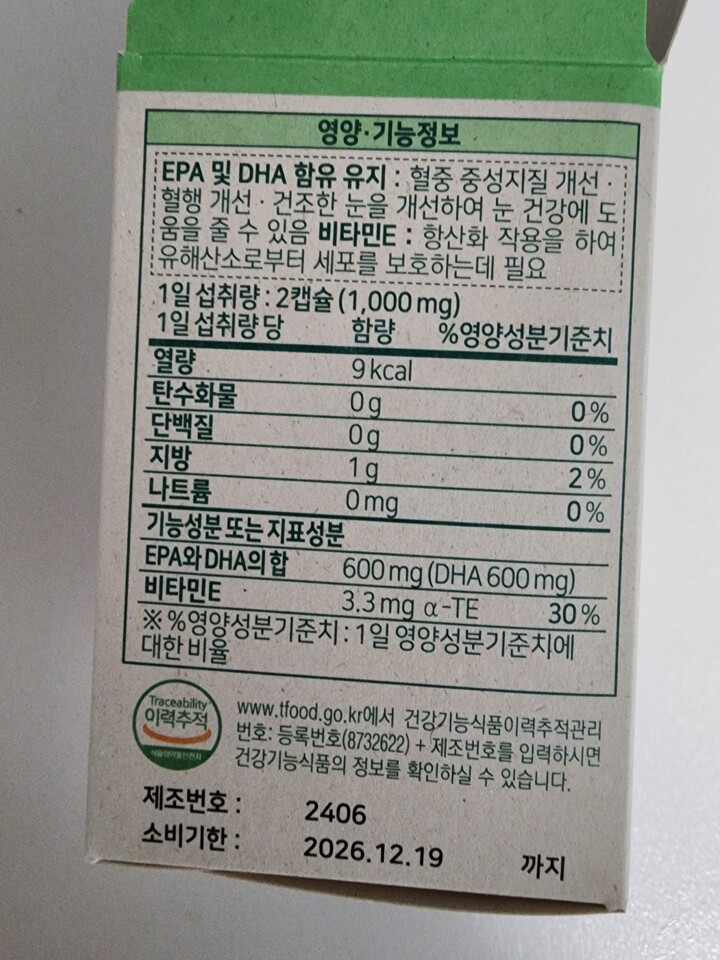 영양·기능정보
EPA 및 DHA 함유 유지 : 혈중 중성지질 개선 ·
혈행 개선 · 건조한 눈을 개선하여 눈 건강에 도
움을 줄 수 있음 비타민E : 항산화 작용을 하여
유해산소로부터 세포를 보호하는데 필요
1일 섭취량 : 2캡슐 (1,000 mg)
1일 섭취량당 함량 %영양성분기준치
열량 9 kcal
탄수화물 0 g 0 %
단백질 0 g 0 %
지방 1 g 2 %
나트륨 0 mg 0 %
기능성분 또는 지표성분
EPA와 DHA의 합 600 mg (DHA 600 mg)
비타민E 3.3 mg α-TE 30 %
※ %영양성분기준치 : 1일 영양성분기준치에
대한 비율
Traceability
이력추적
식품의약품안전처
www.tfood.go.kr에서 건강기능식품이력추적관리
번호: 등록번호(8732622) + 제조번호를 입력하시면
건강기능식품의 정보를 확인하실 수 있습니다.
제조번호 : 2406
소비기한 : 2026.12.19 까지